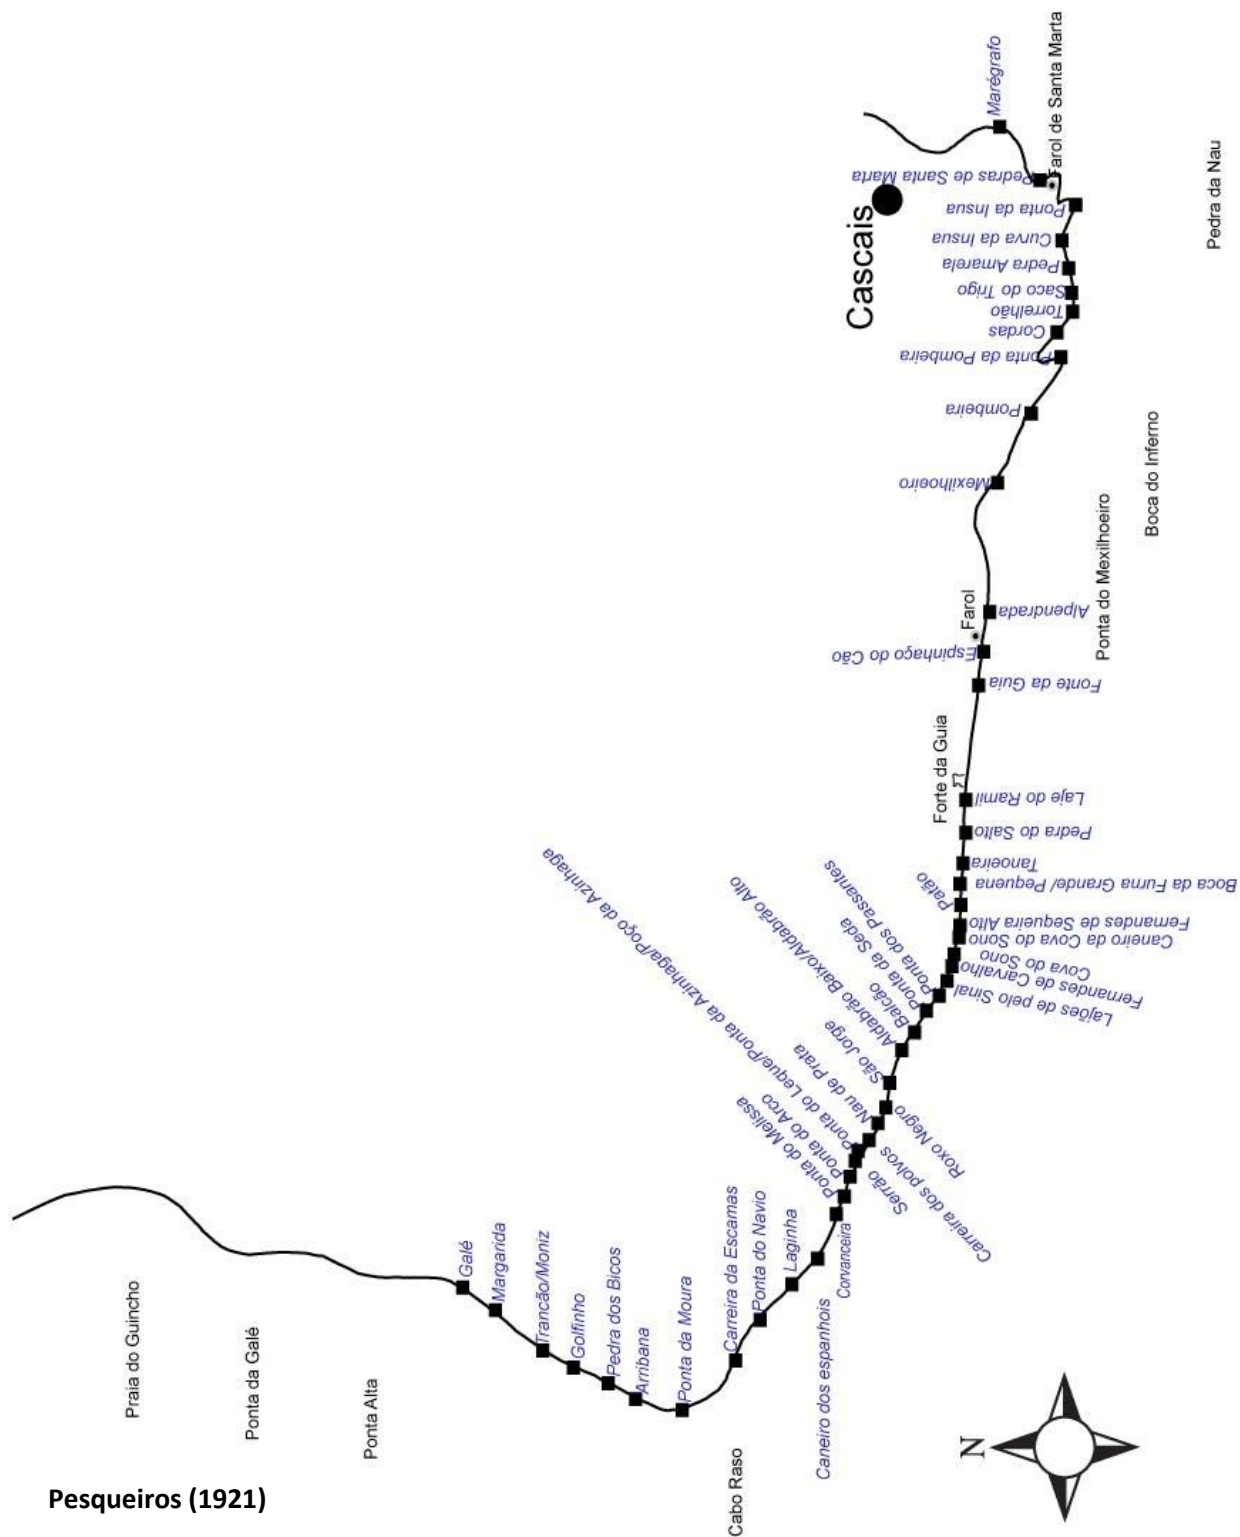 Marégrafo
Farol de Santa Marta
Pedras de Santa Marta
Cascais
Ponta da Insua
Curva da Insua
Pedra Amarela
Saco do Trigo
Torrelhão
Cordas
Ponta da Pombeira
Pedra da Nau
Pombeira
Boca do Inferno
Mexilhoeiro
Ponta do Mexilhoeiro
Alpendrada
Farol
Espinhaço do Cão
Fonte da Guia
Forte da Guia
Laje do Ramil
Pedra do Salto
Tanoeira
Boca da Furna Grande/ Pequena
Patão
Fernandes de Sequeira Alto
Caneiro da Cova do Sono
Cova do Sono
Fernandes de Carvalho
Lajões de pelo Sinal
Ponta dos Passantes
Ponta da Seda
Balcão
Aldabrão Baixo/Aldabrão Alto
São Jorge
Roxo Negro
Nau de Prata
Carreira dos polvos
Ponta do Leque/Ponta da Azinhaga/Poço da Azinhaga
Serrão
Ponta do Arco
Ponta do Melissa
Convanceira
Caneiro dos espanhois
Laginha
Ponta do Navio
Carreira da Escamas
Cabo Raso
Ponta da Moura
Arribana
Pedra dos Bicos
Golfinho
Trancão/Moniz
Margarida
Galé
Ponta Alta
Ponta da Galé
Praia do Guincho
N
Pesqueiros (1921)